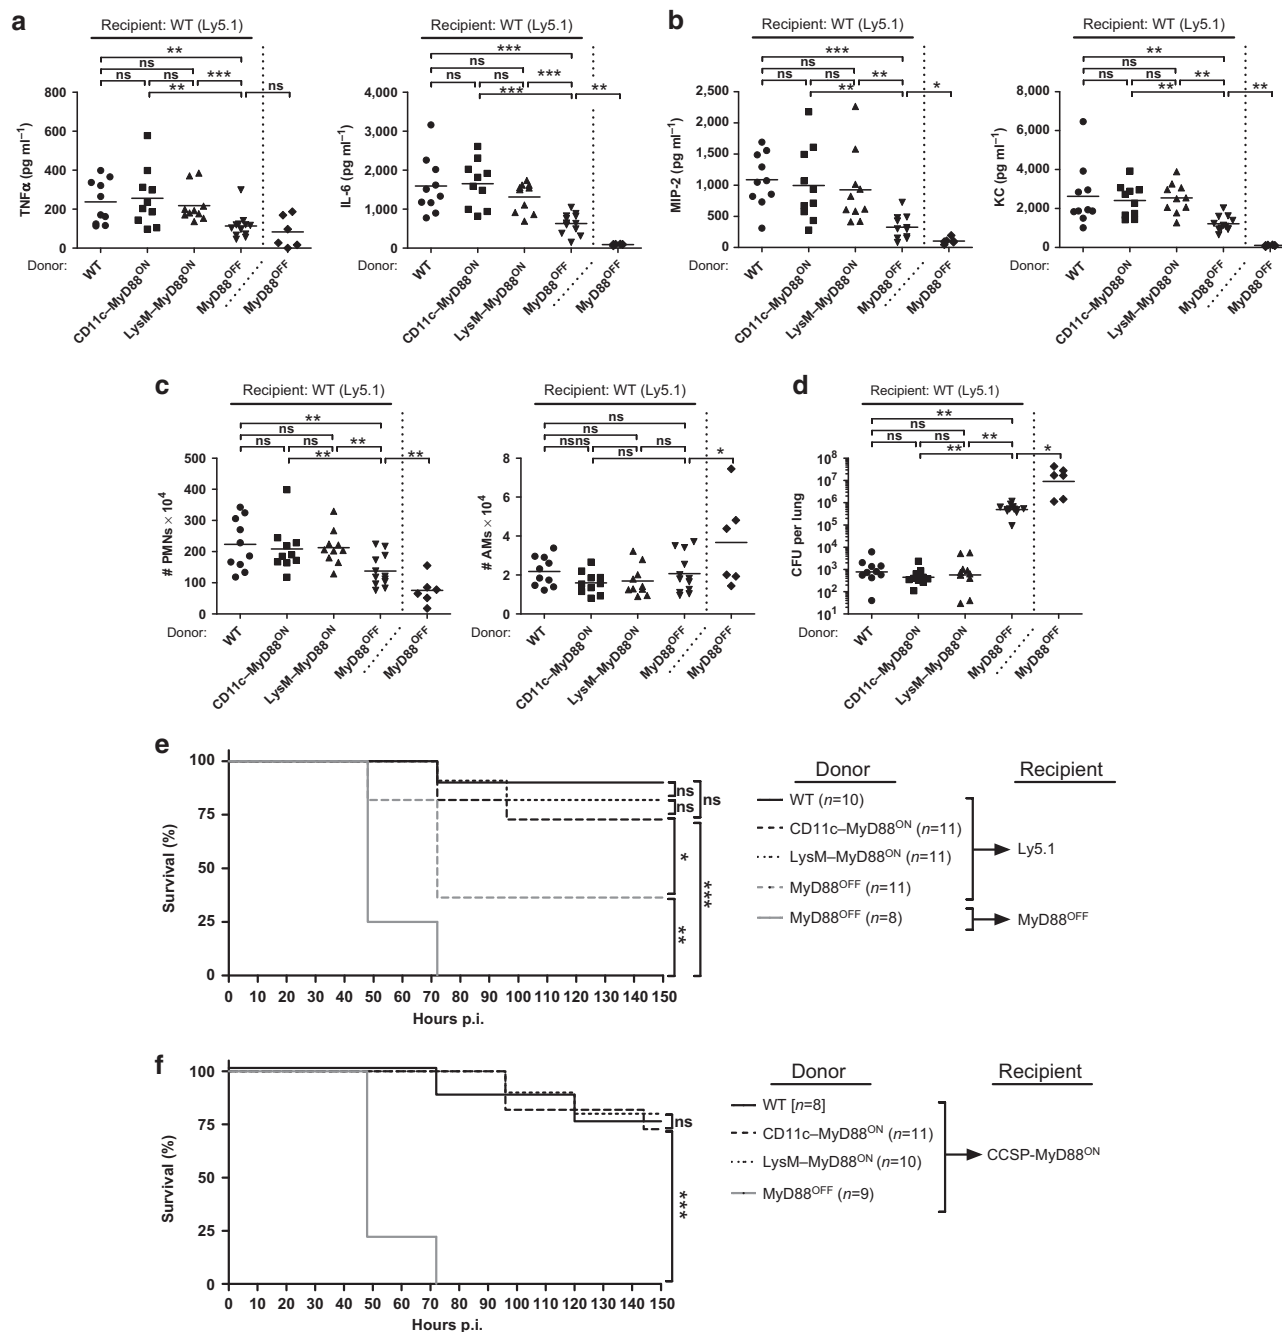 a
Recipient: WT (Ly5.1)
**
ns
ns ns ***
** ns
TNFα (pg ml−1)
800
600
400
200
0
Donor:
WT
CD11c–MyD88ON
LysM–MyD88ON
MyD88OFF
MyD88OFF
Recipient: WT (Ly5.1)
***
ns
ns ns ***
*** **
IL-6 (pg ml−1)
4,000
3,000
2,000
1,000
0
WT
CD11c–MyD88ON
LysM–MyD88ON
MyD88OFF
MyD88OFF
b
Recipient: WT (Ly5.1)
***
ns
ns ns **
** *
MIP-2 (pg ml−1)
2,500
2,000
1,500
1,000
500
0
Donor:
WT
CD11c–MyD88ON
LysM–MyD88ON
MyD88OFF
MyD88OFF
Recipient: WT (Ly5.1)
**
ns
ns ns **
** **
KC (pg ml−1)
8,000
6,000
4,000
2,000
0
Donor:
WT
CD11c–MyD88ON
LysM–MyD88ON
MyD88OFF
MyD88OFF
c
Recipient: WT (Ly5.1)
**
ns
ns ns **
** **
# PMNs × 104
500
400
300
200
100
0
Donor:
WT
CD11c–MyD88ON
LysM–MyD88ON
MyD88OFF
MyD88OFF
Recipient: WT (Ly5.1)
ns
ns
nsns ns
ns *
# AMs × 104
8
6
4
2
0
WT
CD11c–MyD88ON
LysM–MyD88ON
MyD88OFF
MyD88OFF
d
Recipient: WT (Ly5.1)
**
ns
ns ns **
** *
CFU per lung
108
107
106
105
104
103
102
101
Donor:
WT
CD11c–MyD88ON
LysM–MyD88ON
MyD88OFF
MyD88OFF
e
Survival (%)
100
75
50
25
0
0 10 20 30 40 50 60 70 80 90 100 110 120 130 140 150
Hours p.i.
ns
ns
ns
*
**
***
Donor Recipient
WT (n=10)
CD11c–MyD88ON (n=11)
LysM–MyD88ON (n=11)
MyD88OFF (n=11)
MyD88OFF (n=8)
Ly5.1
MyD88OFF
f
Survival (%)
100
75
50
25
0
0 10 20 30 40 50 60 70 80 90 100 110 120 130 140 150
Hours p.i.
ns
***
Donor Recipient
WT [n=8]
CD11c–MyD88ON (n=11)
LysM–MyD88ON (n=10)
MyD88OFF (n=9)
CCSP-MyD88ON